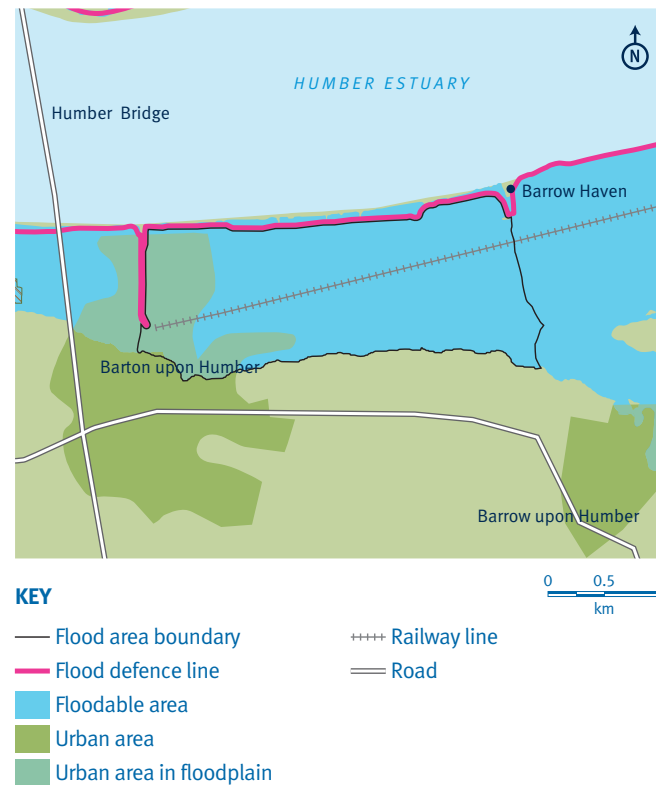 HUMBER ESTUARY
N
Humber Bridge
Barrow Haven
Barton upon Humber
Barrow upon Humber
KEY
0 0.5
km
Flood area boundary
Flood defence line
Floodable area
Urban area
Urban area in floodplain
Railway line
Road